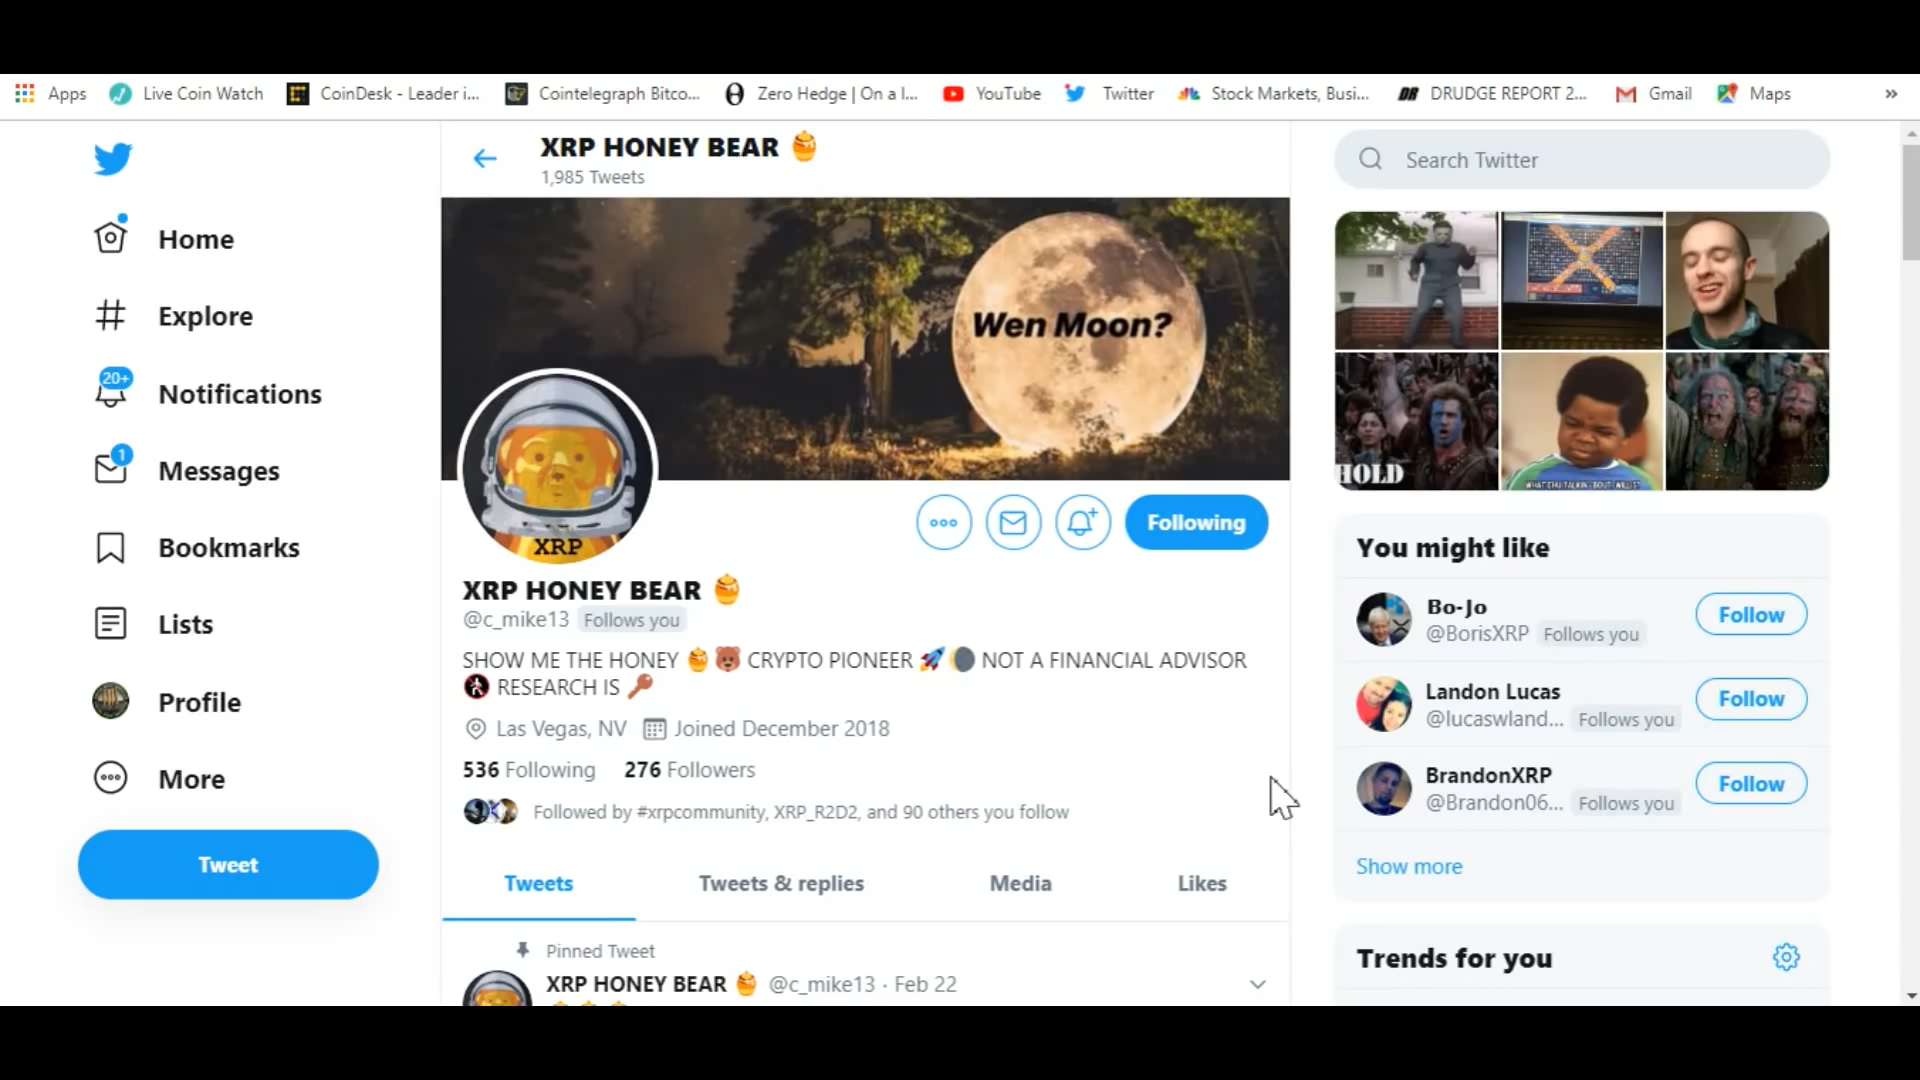 Apps
Live Coin Watch
CoinDesk - Leader i...
Cointelegraph Bitco...
Zero Hedge | On a l...
YouTube
Twitter
Stock Markets, Busi...
DR
DRUDGE REPORT 2...
Gmail
Maps
»
XRP HONEY BEAR 🍯
1,985 Tweets
Search Twitter
Home
Explore
20+
Notifications
1
Messages
Bookmarks
Lists
Profile
More
Tweet
Wen Moon?
XRP
Following
XRP HONEY BEAR 🍯
@c_mike13 Follows you
SHOW ME THE HONEY 🍯🐻 CRYPTO PIONEER 🚀🌘 NOT A FINANCIAL ADVISOR
🚷 RESEARCH IS 🔑
Las Vegas, NV Joined December 2018
536 Following 276 Followers
Followed by #xrpcommunity, XRP_R2D2, and 90 others you follow
Tweets
Tweets & replies
Media
Likes
Pinned Tweet
XRP HONEY BEAR 🍯 @c_mike13 · Feb 22
HOLD
WHAT CHU TALKIN 'BOUT, WILLIS?
You might like
Bo-Jo
@BorisXRP Follows you
Follow
Landon Lucas
@lucaswland... Follows you
Follow
BrandonXRP
@Brandon06... Follows you
Follow
Show more
Trends for you